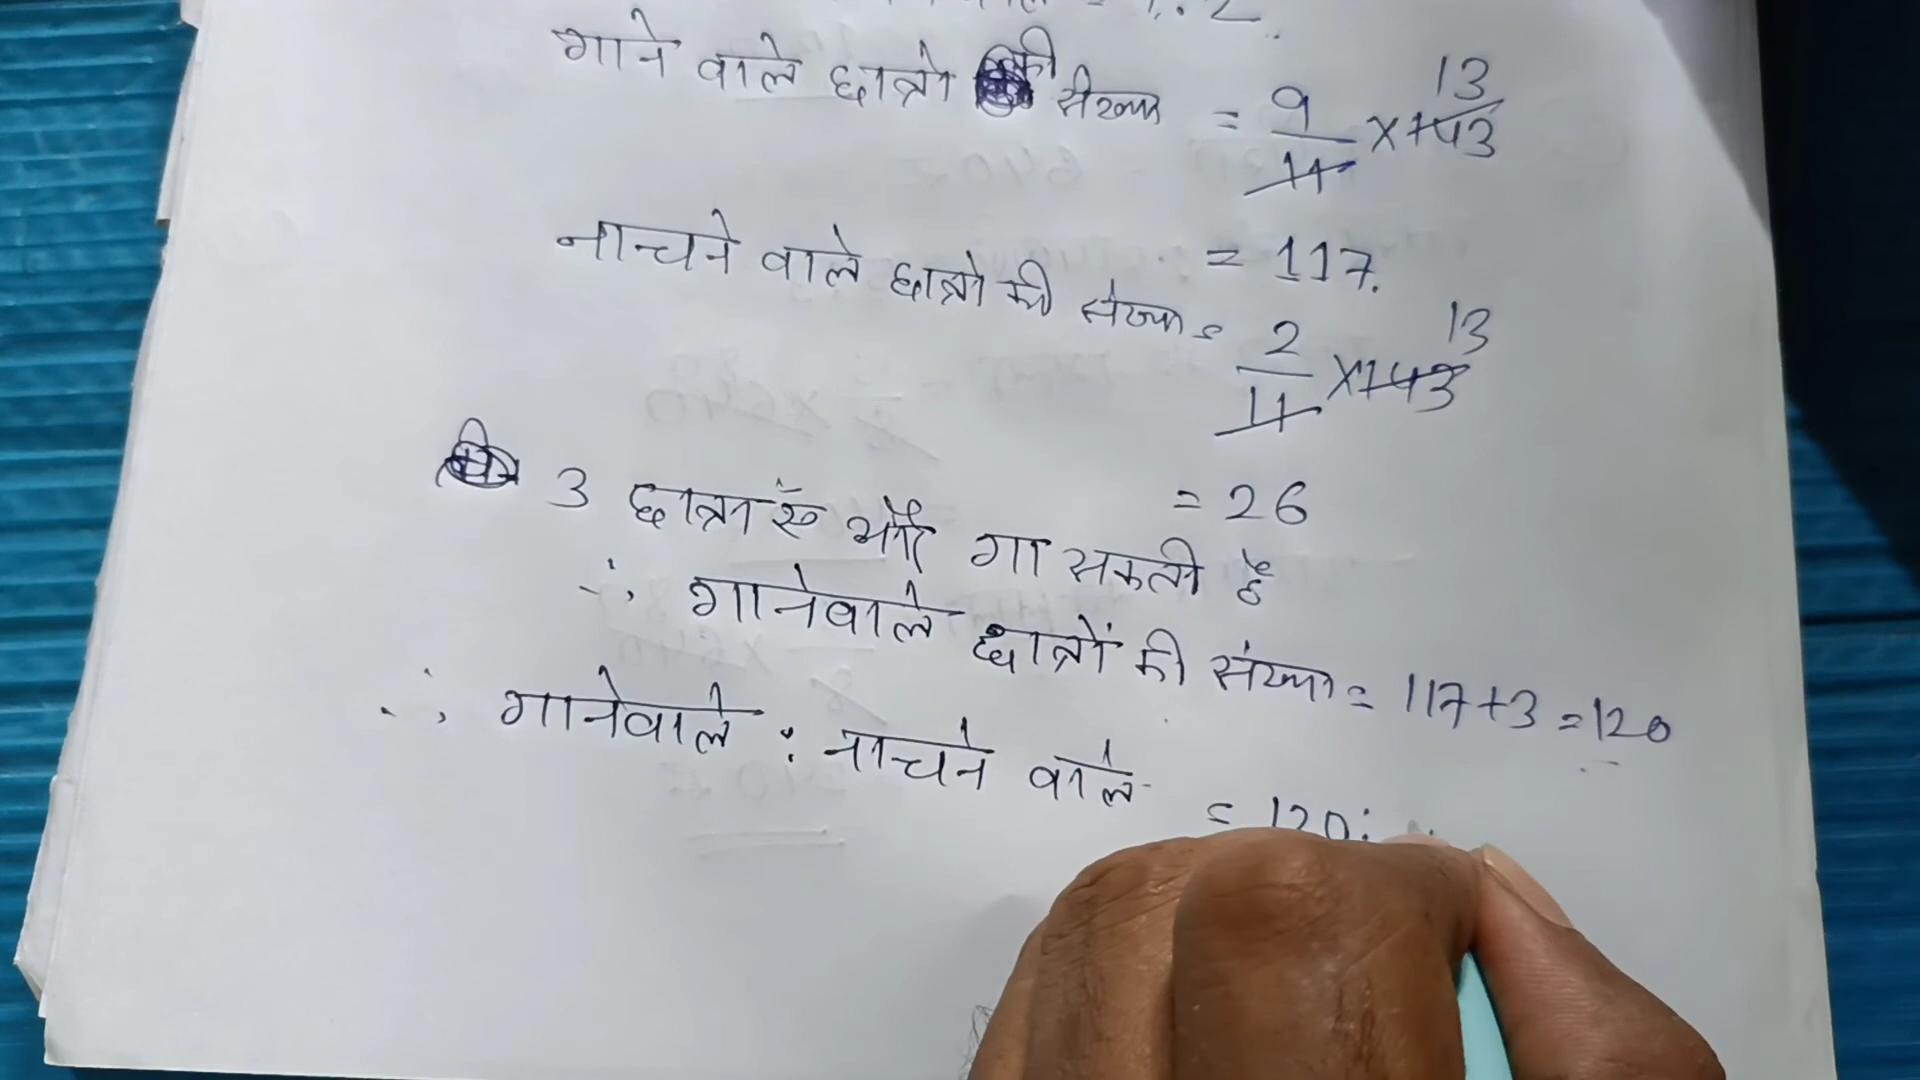 गाने वाले छात्रो की संख्या = 9/11 × 143 13
= 117.
नाचने वाले छात्रो की संख्या = 2/11 × 143 13
= 26
3 छात्राएँ और गा सकती है
∴ गानेवाले छात्रों की संख्या = 117+3 = 120
∴ गानेवाले : नाचने वाले = 120: